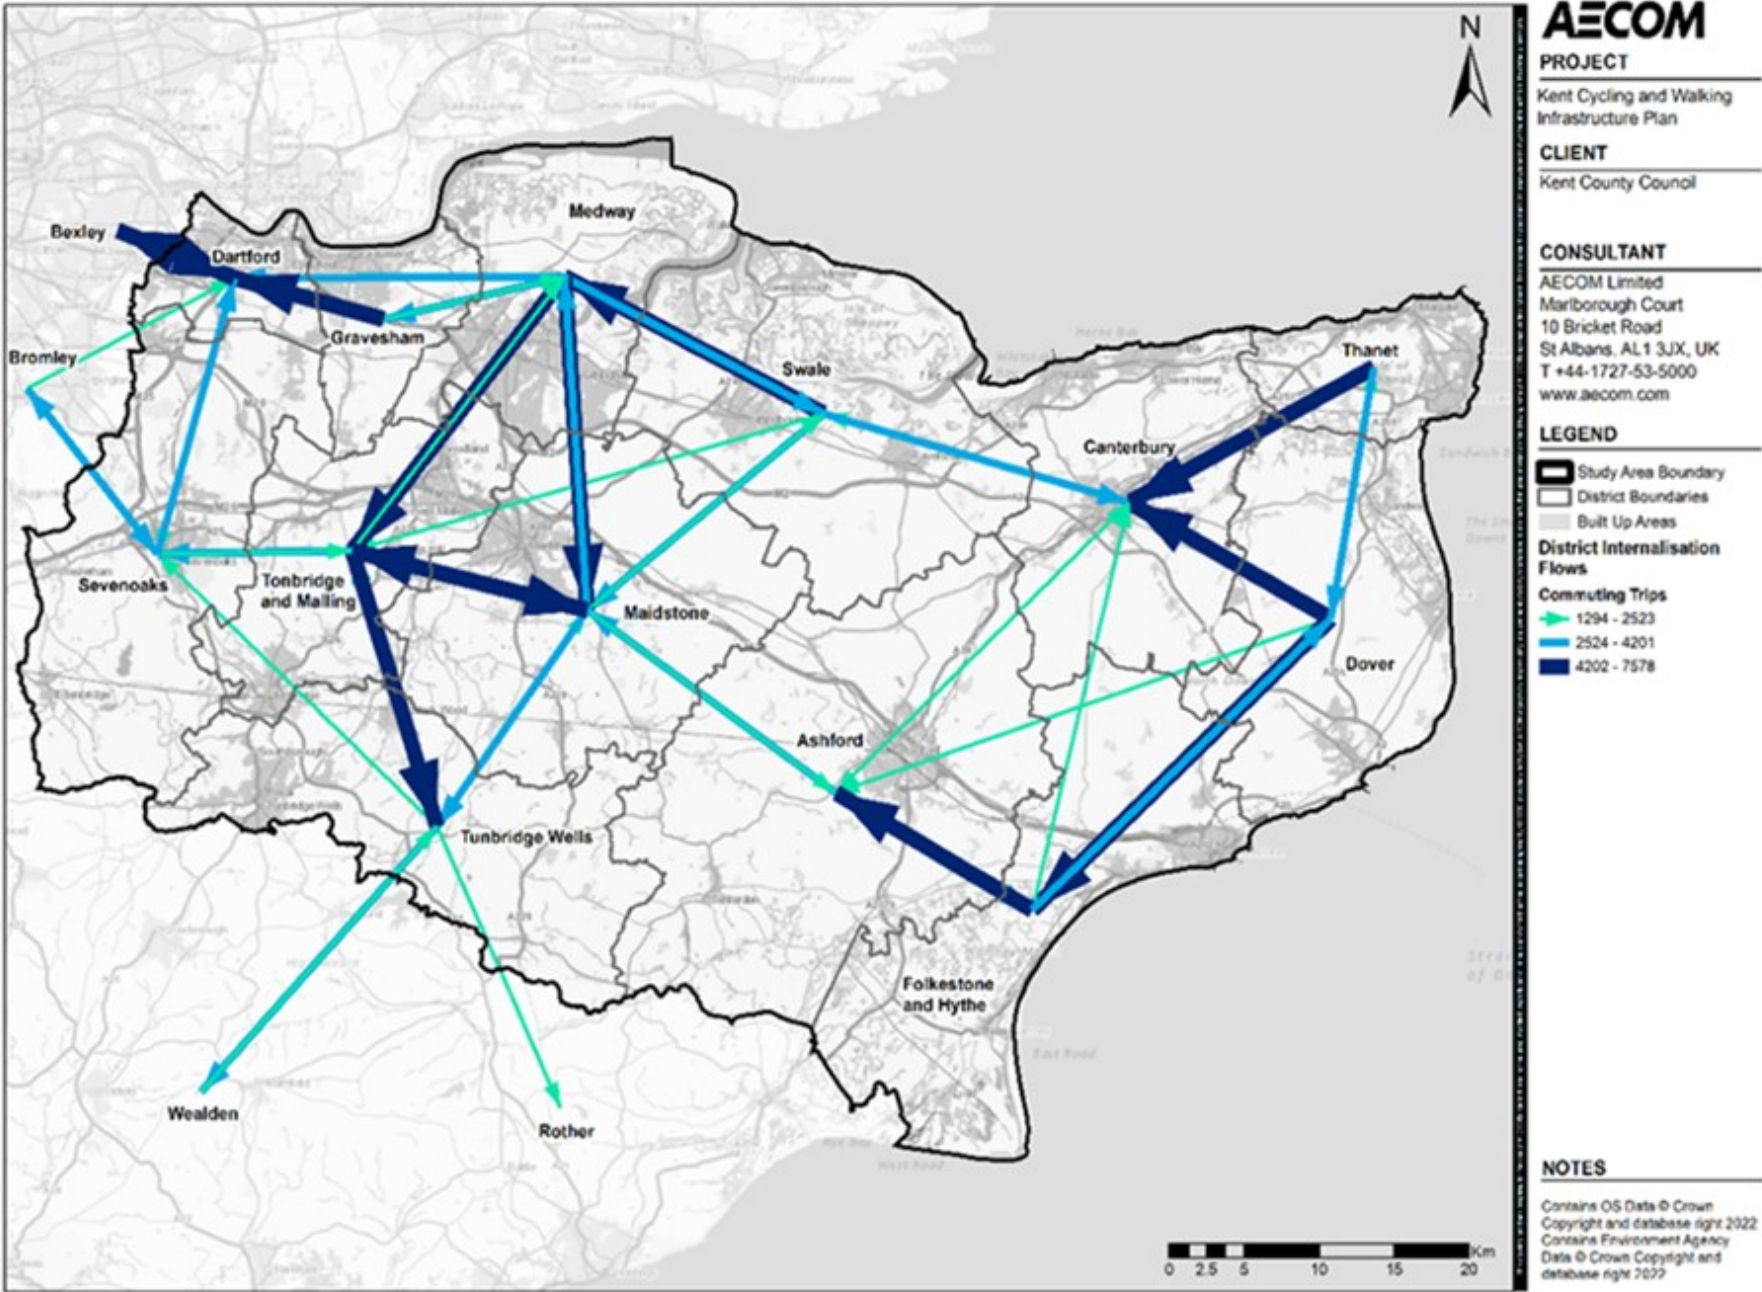 N
Medway
Bexley
Dartford
Gravesham
Bromley
Swale
Thanet
Canterbury
Sevenoaks
Tonbridge
and Malling
Maidstone
Dover
Ashford
Tunbridge Wells
Folkestone
and Hythe
East Road
West Road
Wealden
Rother
Km
0 2.5 5 10 15 20
AECOM
PROJECT
Kent Cycling and Walking
Infrastructure Plan
CLIENT
Kent County Council
CONSULTANT
AECOM Limited
Marlborough Court
10 Bricket Road
St Albans. AL1 3JX, UK
T +44-1727-53-5000
www.aecom.com
LEGEND
Study Area Boundary
District Boundaries
Built Up Areas
District Internalisation
Flows
Commuting Trips
1294 - 2523
2524 - 4201
4202 - 7578
NOTES
Contains OS Data © Crown
Copyright and database right 2022
Contains Environment Agency
Data © Crown Copyright and
database right 2022